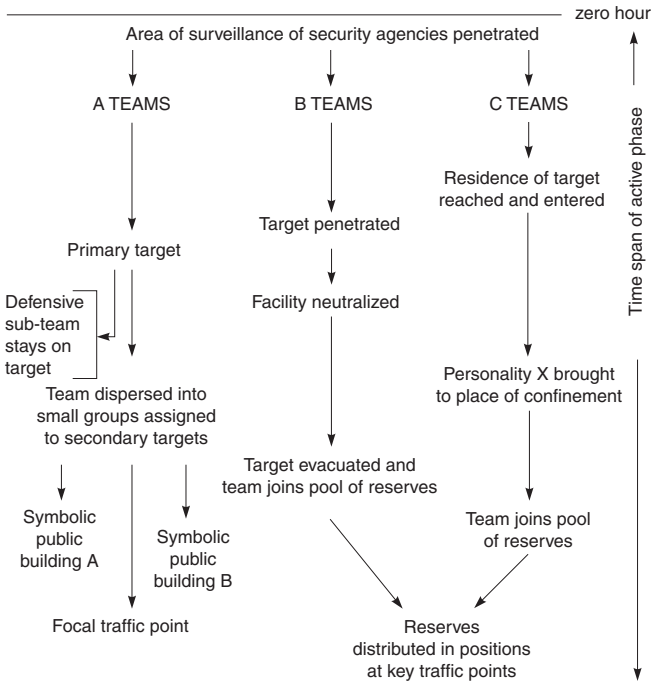 zero hour
Area of surveillance of security agencies penetrated
A TEAMS
B TEAMS
C TEAMS
Residence of target
reached and entered
Target penetrated
Primary target
Facility neutralized
Defensive
sub-team
stays on
target
Team dispersed into
small groups assigned
to secondary targets
Personality X brought
to place of confinement
Target evacuated and
team joins pool of reserves
Symbolic
public
building A
Symbolic
public
building B
Team joins pool
of reserves
Focal traffic point
Reserves
distributed in positions
at key traffic points
Time span of active phase